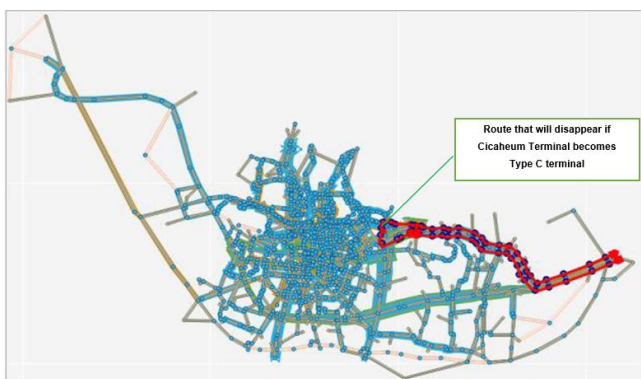 Route that will disappear if
Cicaheum Terminal becomes
Type C terminal